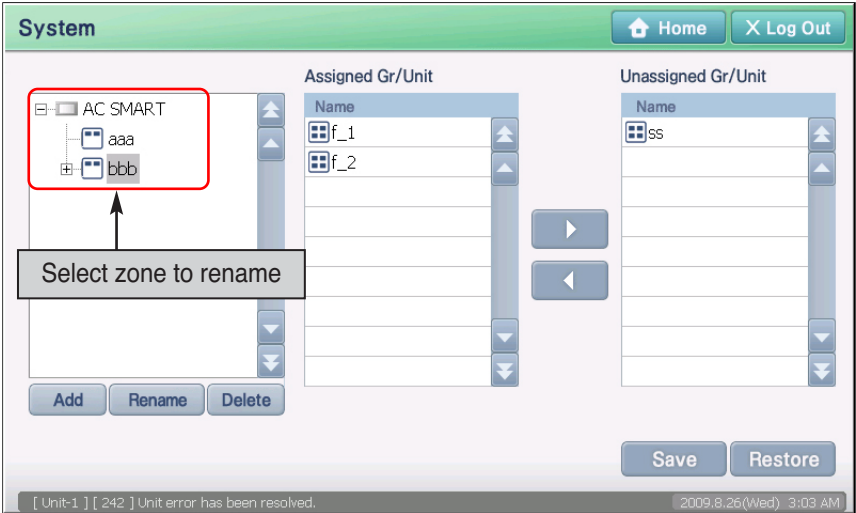 System
Home
X Log Out
AC SMART
aaa
bbb
Select zone to rename
Add
Rename
Delete
Assigned Gr/Unit
Name
f_1
f_2
Unassigned Gr/Unit
Name
ss
Save
Restore
[ Unit-1 ] [ 242 ] Unit error has been resolved.
2009.8.26(Wed) 3:03 AM